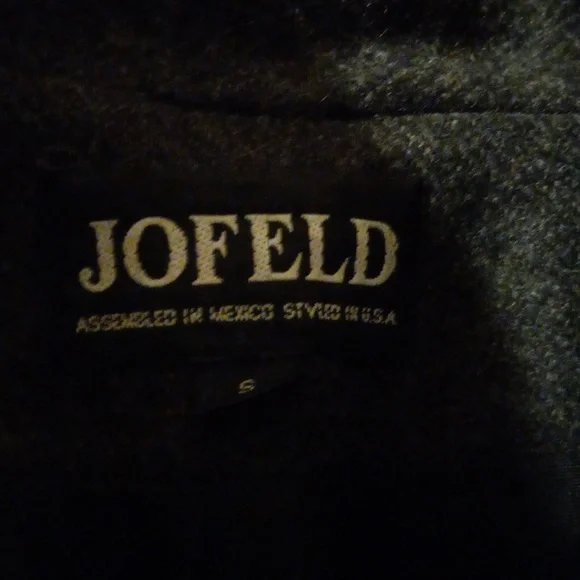 JOFELD
ASSEMBLED IN MEXICO STYLED IN U.S.A
S